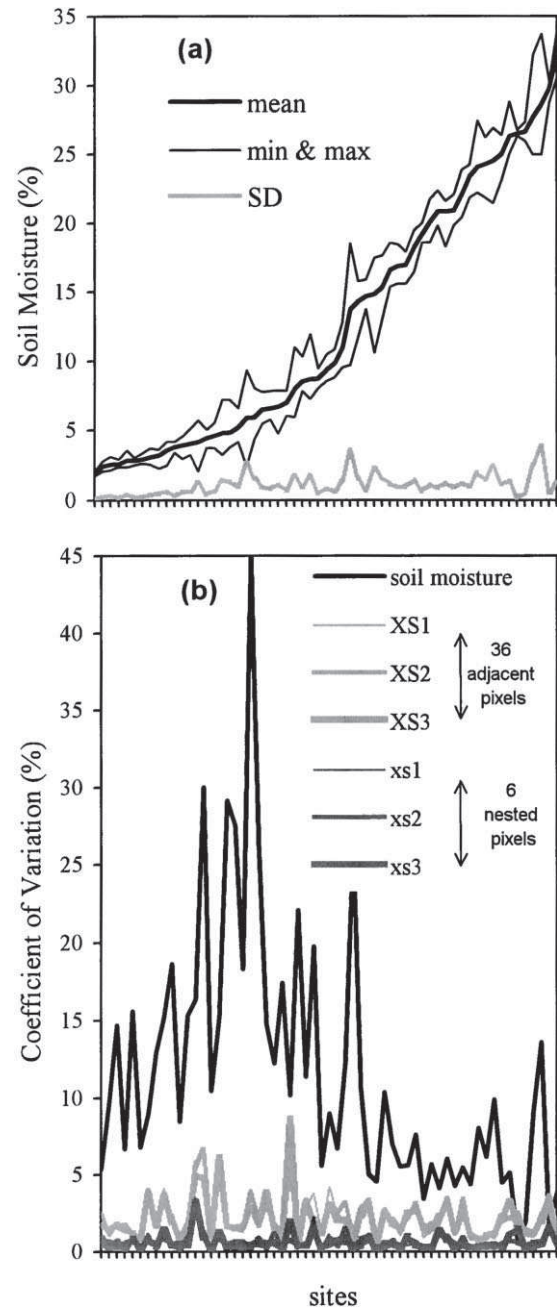 35
30
25
20
15
10
5
0
Soil Moisture (%)
(a)
mean
min & max
SD
45
40
35
30
25
20
15
10
5
0
Coefficient of Variation (%)
(b)
soil moisture
XS1
XS2
XS3
36
adjacent
pixels
xs1
xs2
xs3
6
nested
pixels
sites